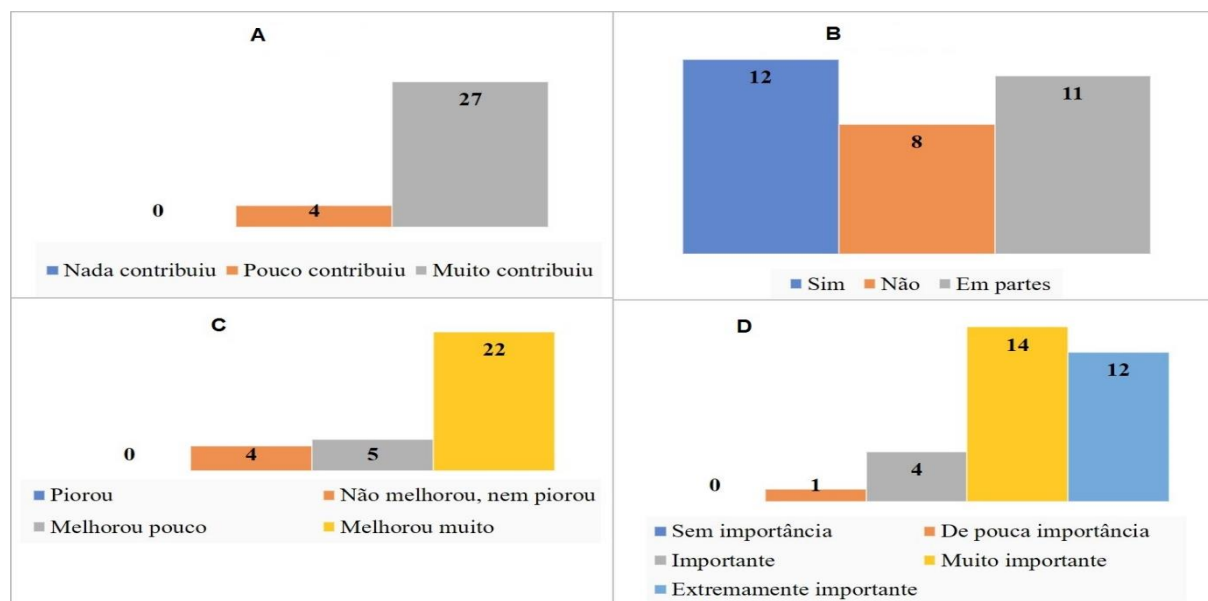 A
27
0
4
Nada contribuiu Pouco contribuiu Muito contribuiu
B
12
8
11
Sim Não Em partes
C
22
0
4
5
Piorou Não melhorou, nem piorou
Melhorou pouco Melhorou muito
D
14
12
4
0
1
Sem importância De pouca importância
Importante Muito importante
Extremamente importante